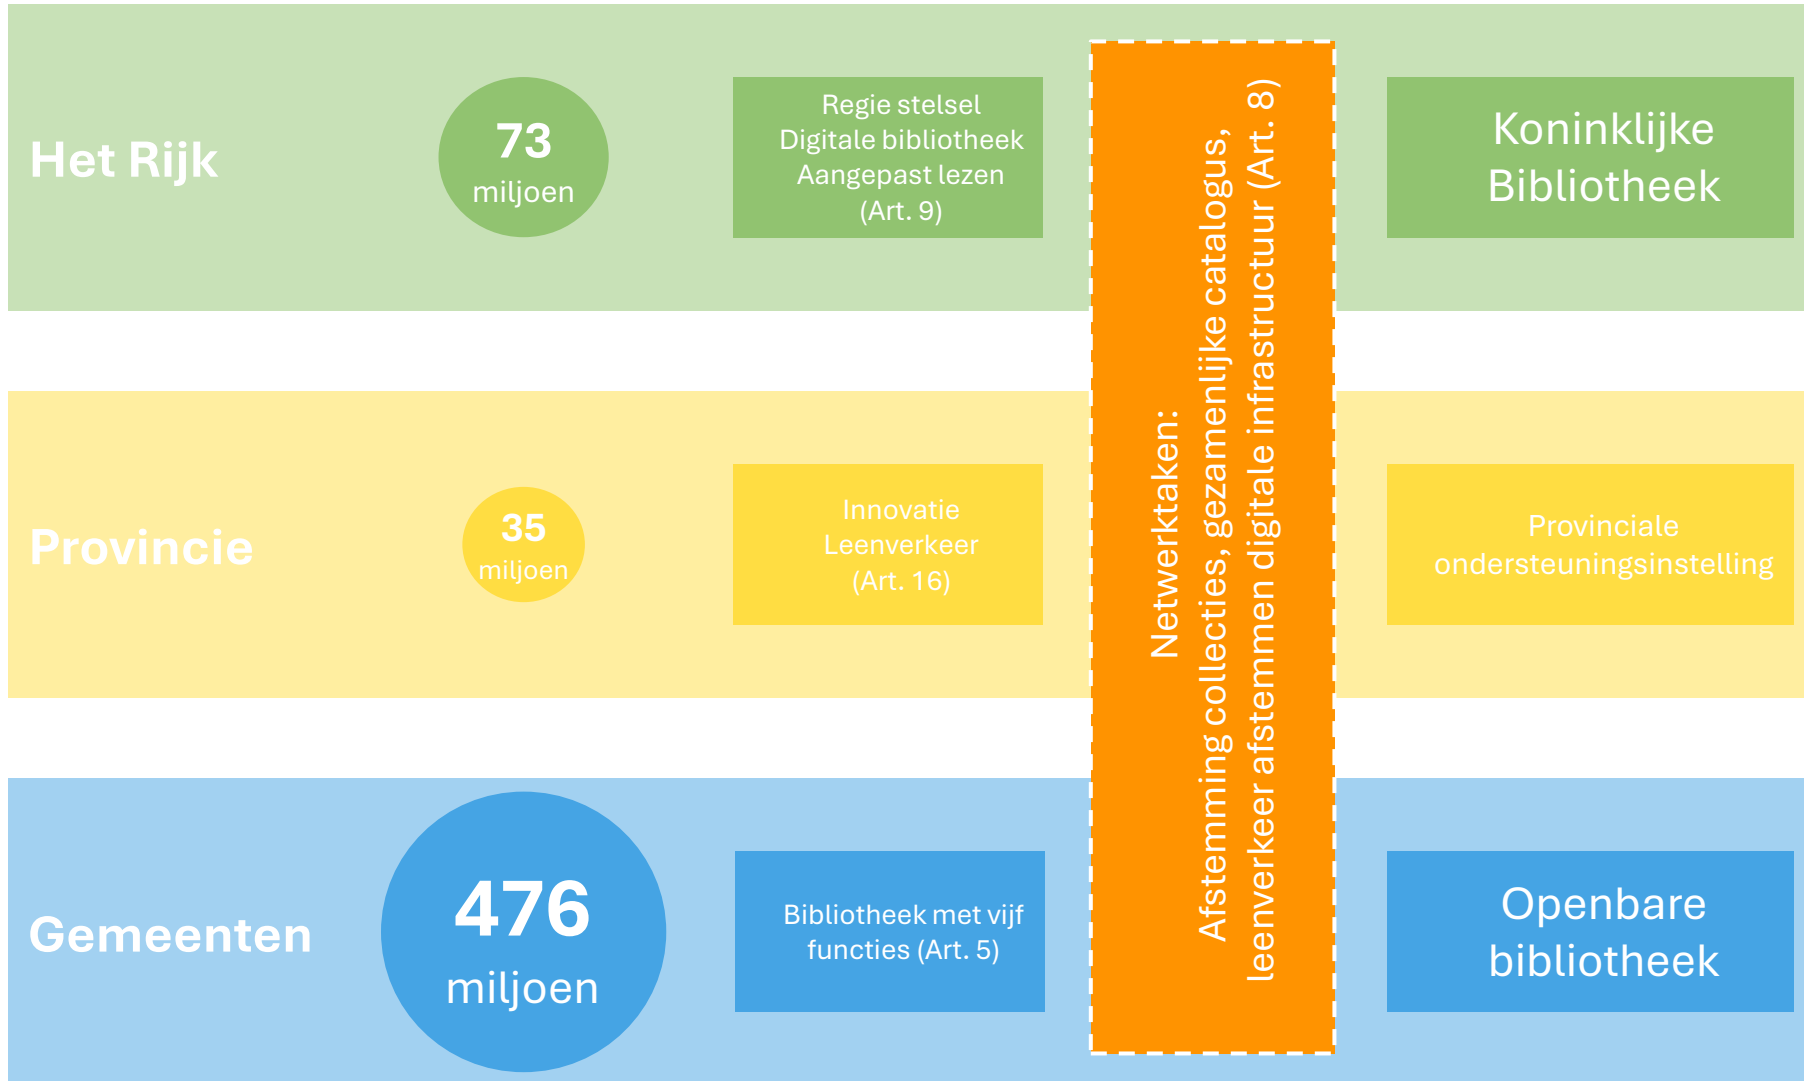 Het Rijk
73
miljoen
Regie stelsel
Digitale bibliotheek
Aangepast lezen
(Art. 9)
Koninklijke
Bibliotheek
Netwerktaken:
Afstemming collecties, gezamenlijke catalogus,
leenverkeer afstemmen digitale infrastructuur (Art. 8)
Provincie
35
miljoen
Innovatie
Leenverkeer
(Art. 16)
Provinciale
ondersteuningsinstelling
Gemeenten
476
miljoen
Bibliotheek met vijf
functies (Art. 5)
Openbare
bibliotheek